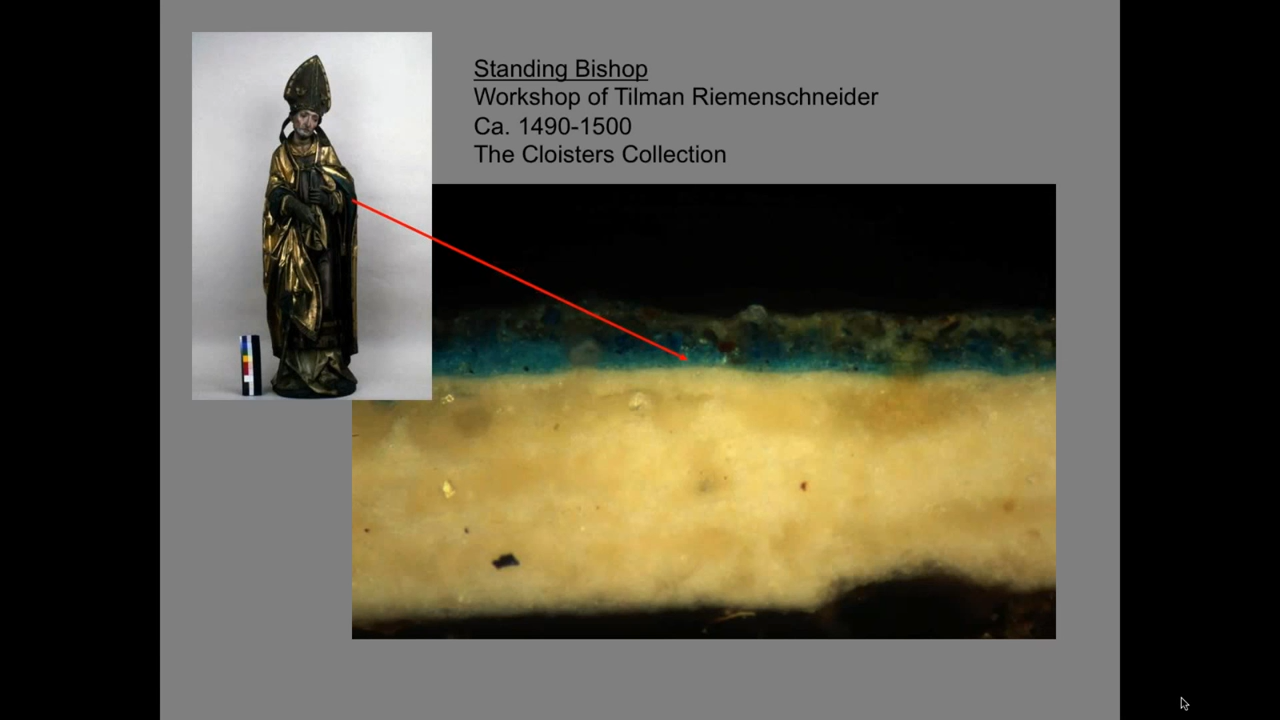 Standing Bishop
Workshop of Tilman Riemenschneider
Ca. 1490-1500
The Cloisters Collection